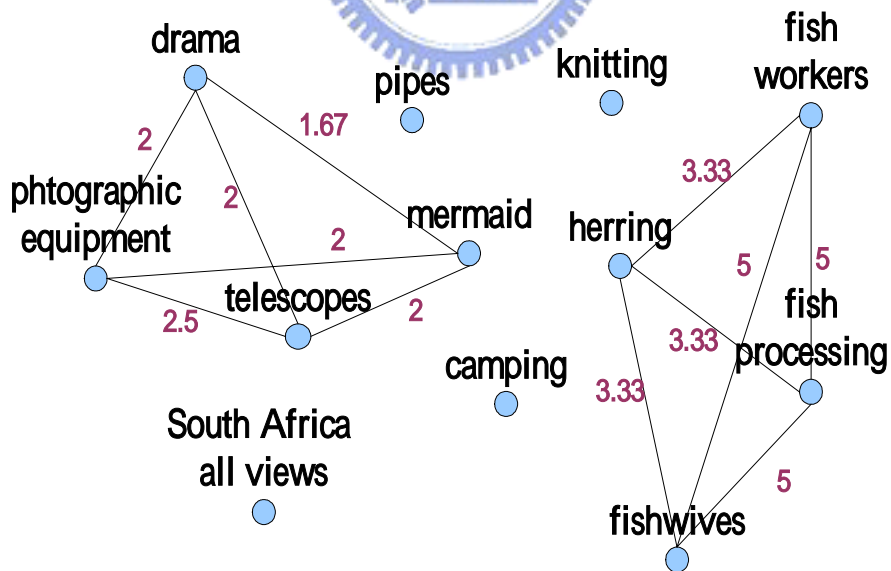 drama
pipes
knitting
fish
workers
2
1.67
3.33
phtographic
equipment
2
mermaid
herring
2
5
5
telescopes
2.5
2
fish
processing
3.33
camping
3.33
South Africa
all views
5
fishwives